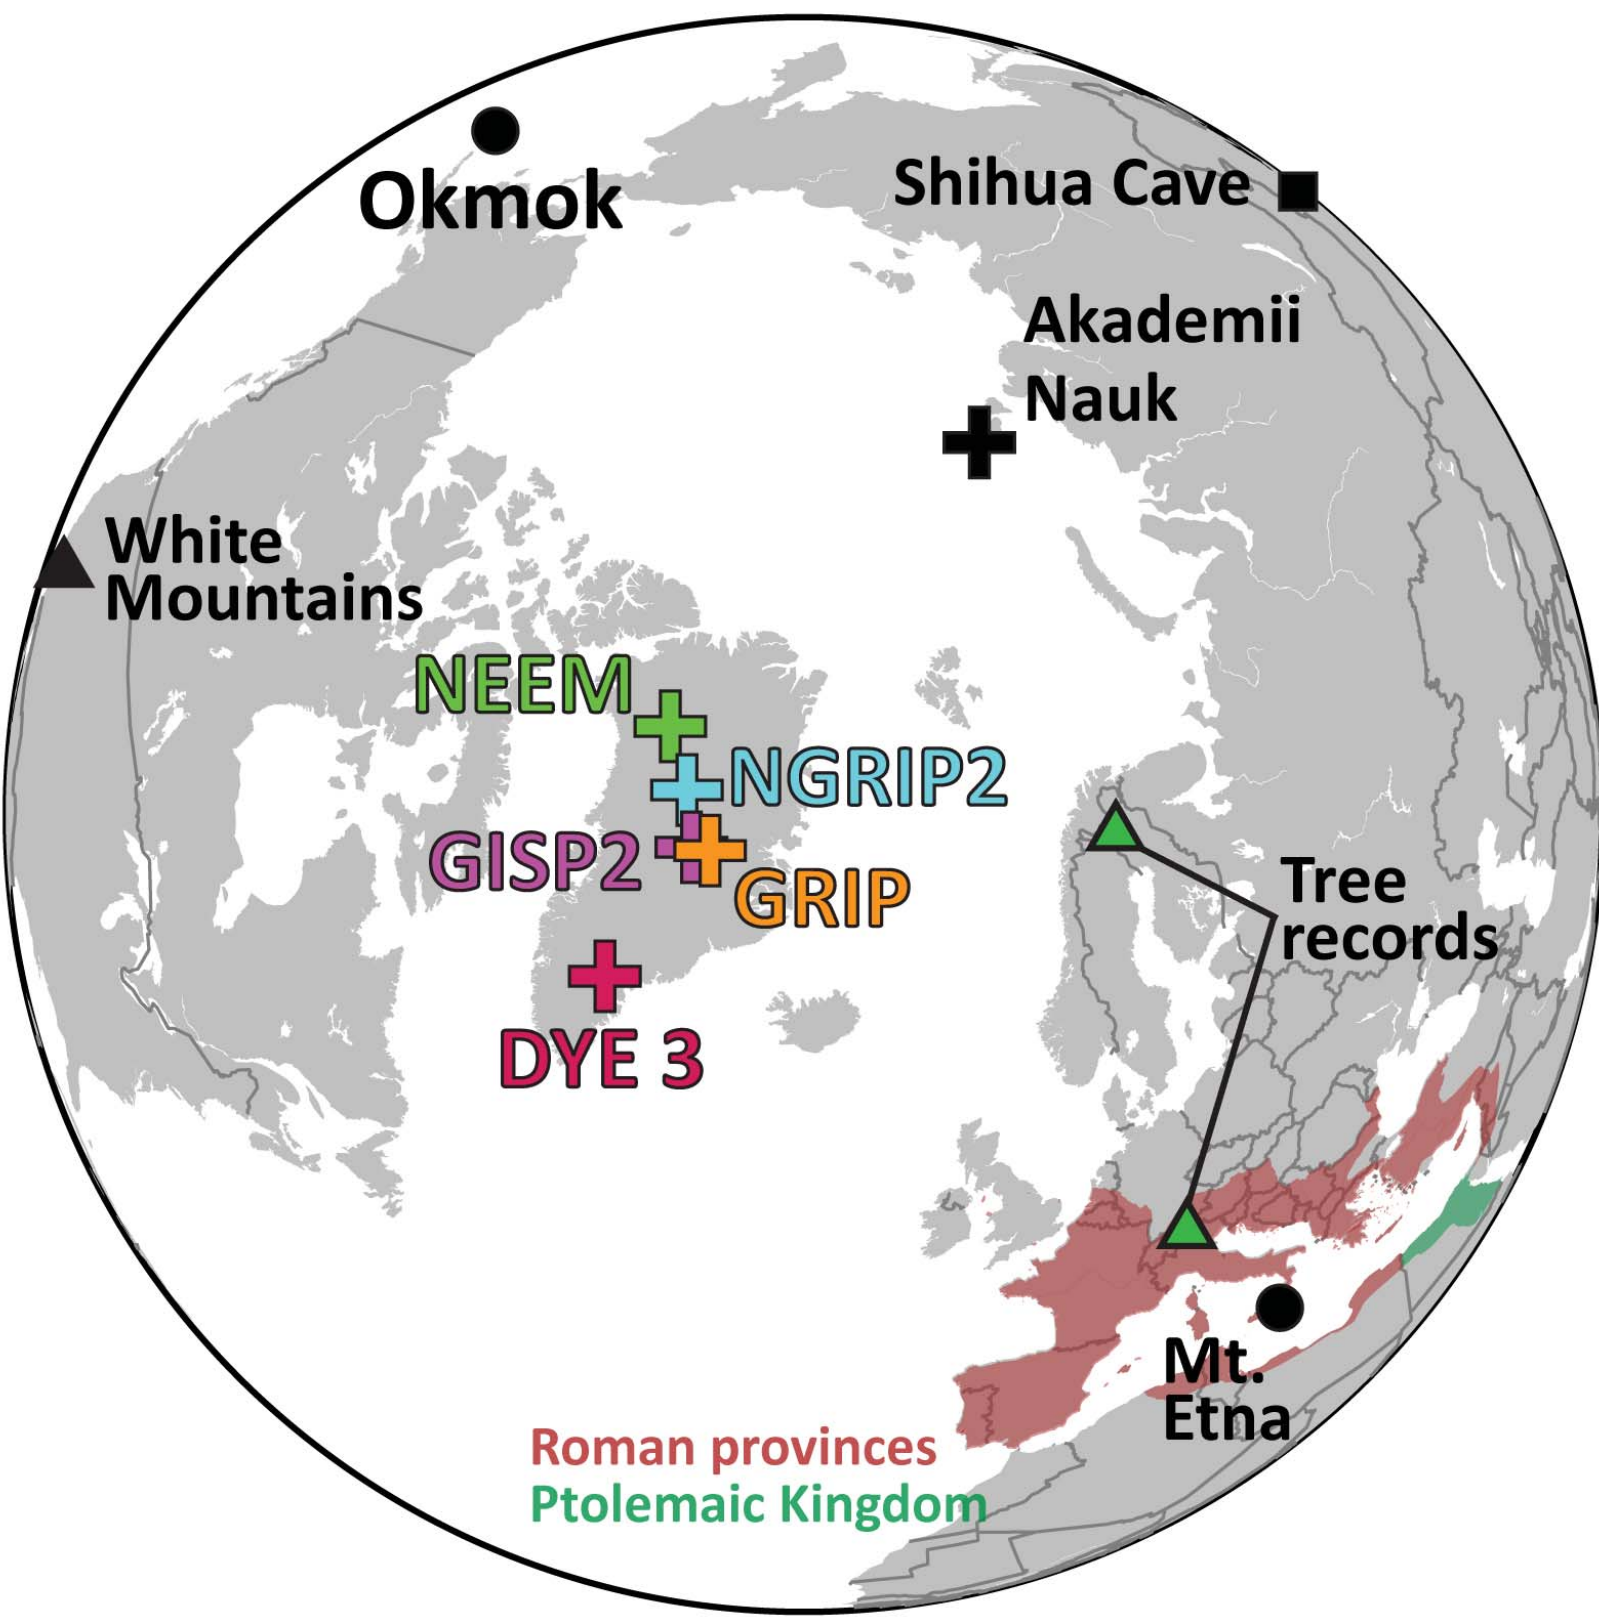 Okmok
Shihua Cave
Akademii
Nauk
White
Mountains
NEEM
NGRIP2
GISP2
GRIP
Tree
records
DYE 3
Mt.
Etna
Roman provinces
Ptolemaic Kingdom